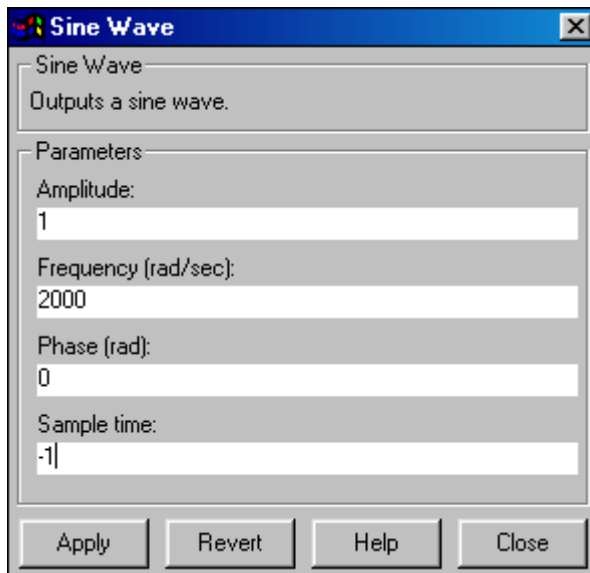 Sine Wave
Sine Wave
Outputs a sine wave.
Parameters
Amplitude:
1
Frequency (rad/sec):
2000
Phase (rad):
0
Sample time:
-1
Apply Revert Help Close